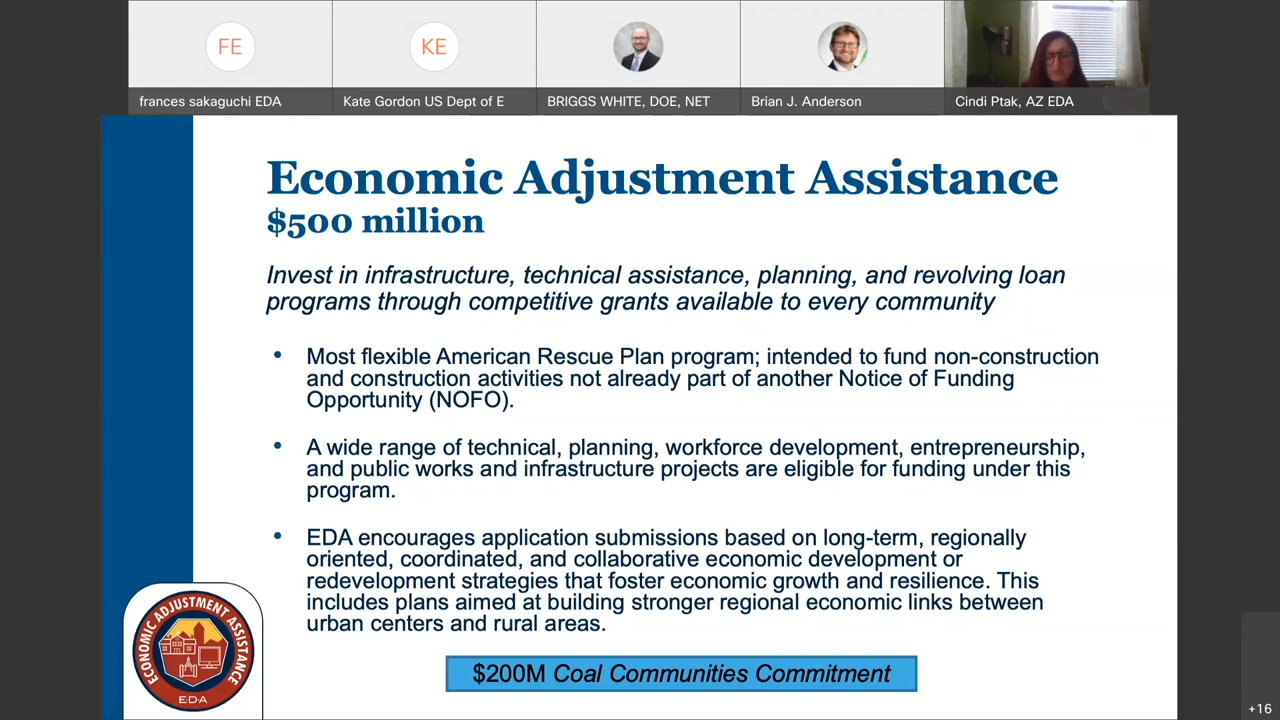 FE
KE
frances sakaguchi EDA
Kate Gordon US Dept of E
BRIGGS WHITE, DOE, NET
Brian J. Anderson
Cindi Ptak, AZ EDA
Economic Adjustment Assistance
$500 million
Invest in infrastructure, technical assistance, planning, and revolving loan
programs through competitive grants available to every community
• Most flexible American Rescue Plan program; intended to fund non-construction
and construction activities not already part of another Notice of Funding
Opportunity (NOFO).
• A wide range of technical, planning, workforce development, entrepreneurship,
and public works and infrastructure projects are eligible for funding under this
program.
• EDA encourages application submissions based on long-term, regionally
oriented, coordinated, and collaborative economic development or
redevelopment strategies that foster economic growth and resilience. This
includes plans aimed at building stronger regional economic links between
urban centers and rural areas.
ECONOMIC ADJUSTMENT ASSISTANCE
E·D·A
$200M Coal Communities Commitment
+16